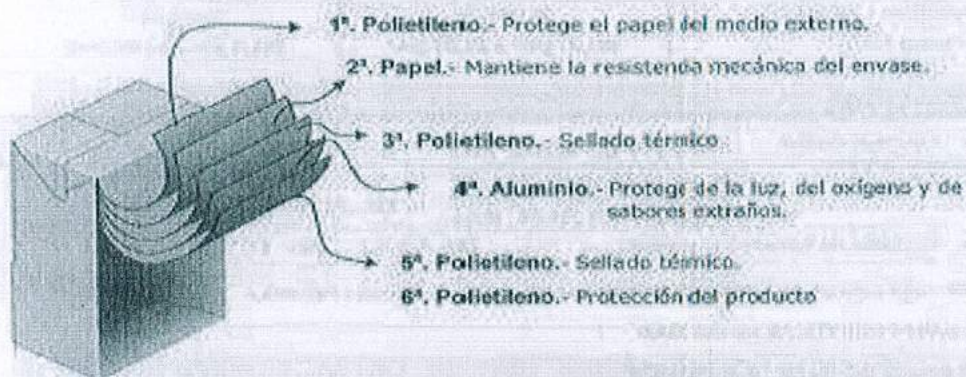 1ª. Polietileno.- Protege el papel del medio externo.
2ª. Papel.- Mantiene la resistencia mecánica del envase.
3ª. Polietileno.- Sellado térmico
4ª. Aluminio.- Protege de la luz, del oxígeno y de
sabores extraños.
5ª. Polietileno.- Sellado térmico.
6ª. Polietileno.- Protección del producto